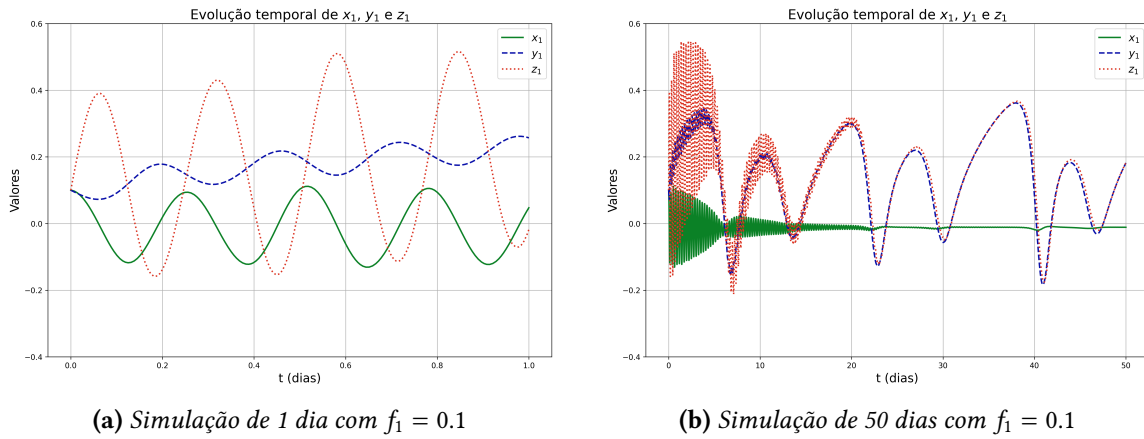 Evolução temporal de x₁, y₁ e z₁
0.6
0.4
0.2
0.0
−0.2
−0.4
Valores
x₁
y₁
z₁
0.0 0.2 0.4 0.6 0.8 1.0
t (dias)
(a) Simulação de 1 dia com f₁ = 0.1
Evolução temporal de x₁, y₁ e z₁
0.6
0.4
0.2
0.0
−0.2
−0.4
Valores
x₁
y₁
z₁
0 10 20 30 40 50
t (dias)
(b) Simulação de 50 dias com f₁ = 0.1